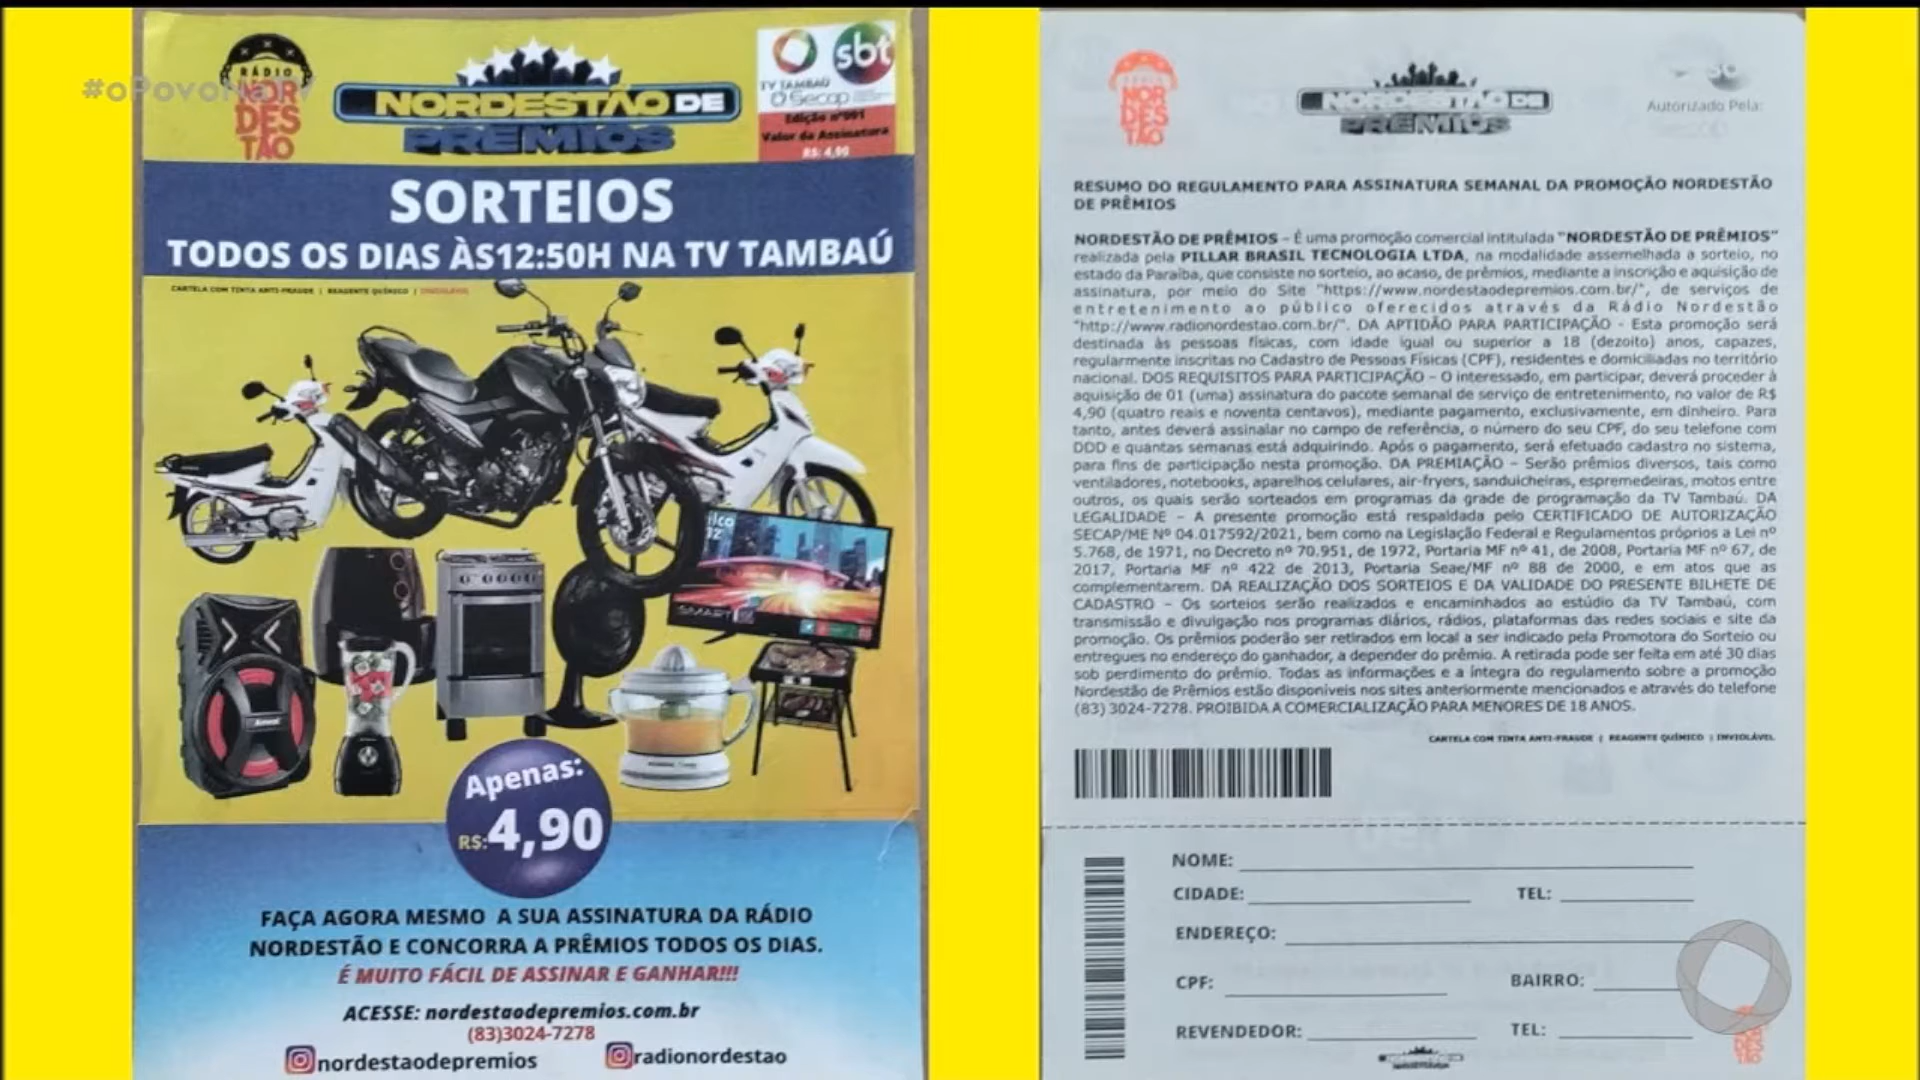 #oPovoNaTV
RÁDIO
NOR
DES
TÃO
NORDESTÃO DE
PRÊMIOS
TV TAMBAÚ
sbt
Secap
Edição nº001
Valor da Assinatura
R$: 4,90
SORTEIOS
TODOS OS DIAS ÀS12:50H NA TV TAMBAÚ
CARTELA COM TINTA ANTI-FRAUDE | REAGENTE QUÍMICO | INVIOLÁVEL
SMART
Apenas:
R$:4,90
FAÇA AGORA MESMO A SUA ASSINATURA DA RÁDIO
NORDESTÃO E CONCORRA A PRÊMIOS TODOS OS DIAS.
É MUITO FÁCIL DE ASSINAR E GANHAR!!!
ACESSE: nordestaodepremios.com.br
(83)3024-7278
nordestaodepremios
radionordestao
NOR
DES
TÃO
NORDESTÃO DE
PRÊMIOS
Autorizado Pela:
RESUMO DO REGULAMENTO PARA ASSINATURA SEMANAL DA PROMOÇÃO NORDESTÃO
DE PRÊMIOS
NORDESTÃO DE PRÊMIOS – É uma promoção comercial intitulada "NORDESTÃO DE PRÊMIOS"
realizada pela PILLAR BRASIL TECNOLOGIA LTDA, na modalidade assemelhada a sorteio, no
estado da Paraíba, que consiste no sorteio, ao acaso, de prêmios, mediante a inscrição e aquisição de
assinatura, por meio do Site "https://www.nordestaodepremios.com.br/", de serviços de
entretenimento ao público oferecidos através da Rádio Nordestão
"http://www.radionordestao.com.br/". DA APTIDÃO PARA PARTICIPAÇÃO - Esta promoção será
destinada às pessoas físicas, com idade igual ou superior a 18 (dezoito) anos, capazes,
regularmente inscritas no Cadastro de Pessoas Físicas (CPF), residentes e domiciliadas no território
nacional. DOS REQUISITOS PARA PARTICIPAÇÃO – O interessado, em participar, deverá proceder à
aquisição de 01 (uma) assinatura do pacote semanal de serviço de entretenimento, no valor de R$
4,90 (quatro reais e noventa centavos), mediante pagamento, exclusivamente, em dinheiro. Para
tanto, antes deverá assinalar no campo de referência, o número do seu CPF, do seu telefone com
DDD e quantas semanas está adquirindo. Após o pagamento, será efetuado cadastro no sistema,
para fins de participação nesta promoção. DA PREMIAÇÃO – Serão prêmios diversos, tais como
ventiladores, notebooks, aparelhos celulares, air-fryers, sanduicheiras, espremedeiras, motos entre
outros, os quais serão sorteados em programas da grade de programação da TV Tambaú. DA
LEGALIDADE – A presente promoção está respaldada pelo CERTIFICADO DE AUTORIZAÇÃO
SECAP/ME Nº 04.017592/2021, bem como na Legislação Federal e Regulamentos próprios a Lei nº
5.768, de 1971, no Decreto nº 70.951, de 1972, Portaria MF nº 41, de 2008, Portaria MF nº 67, de
2017, Portaria MF nº 422 de 2013, Portaria Seae/MF nº 88 de 2000, e em atos que as
complementarem. DA REALIZAÇÃO DOS SORTEIOS E DA VALIDADE DO PRESENTE BILHETE DE
CADASTRO – Os sorteios serão realizados e encaminhados ao estúdio da TV Tambaú, com
transmissão e divulgação nos programas diários, rádios, plataformas das redes sociais e site da
promoção. Os prêmios poderão ser retirados em local a ser indicado pela Promotora do Sorteio ou
entregues no endereço do ganhador, a depender do prêmio. A retirada pode ser feita em até 30 dias
sob perdimento do prêmio. Todas as informações e a íntegra do regulamento sobre a promoção
Nordestão de Prêmios estão disponíveis nos sites anteriormente mencionados e através do telefone
(83) 3024-7278. PROIBIDA A COMERCIALIZAÇÃO PARA MENORES DE 18 ANOS.
CARTELA COM TINTA ANTI-FRAUDE | REAGENTE QUÍMICO | INVIOLÁVEL
NOME:
CIDADE: TEL:
ENDEREÇO:
CPF: BAIRRO:
REVENDEDOR: TEL: